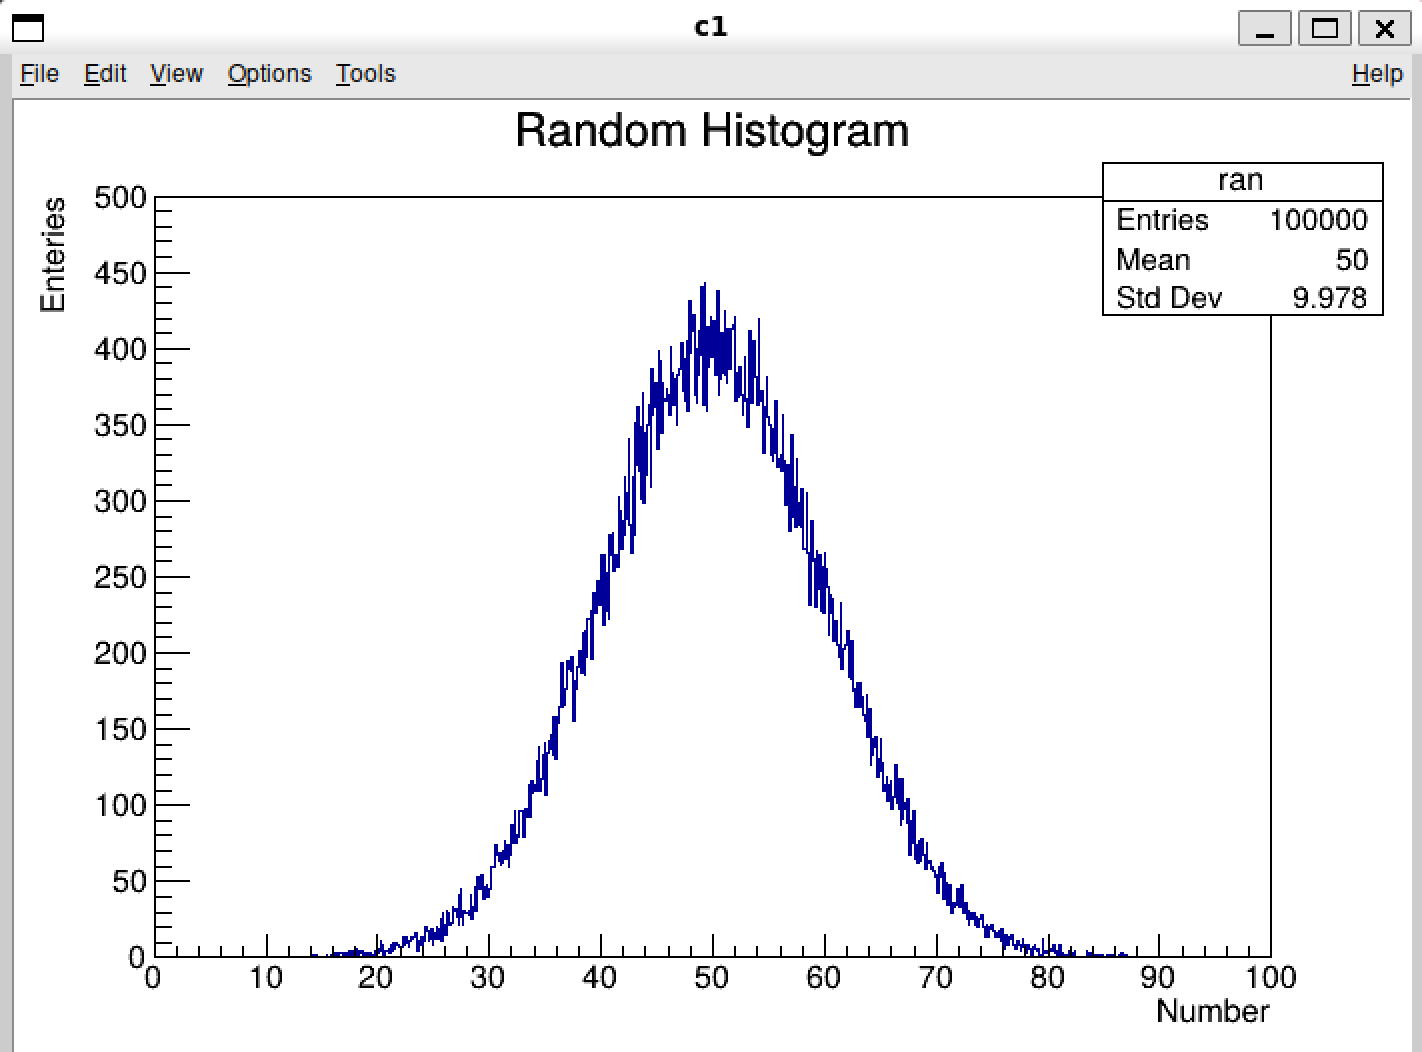 c1
File Edit View Options Tools Help
Random Histogram
ran
Entries 100000
Mean 50
Std Dev 9.978
Enteries
500
450
400
350
300
250
200
150
100
50
0
0 10 20 30 40 50 60 70 80 90 100
Number